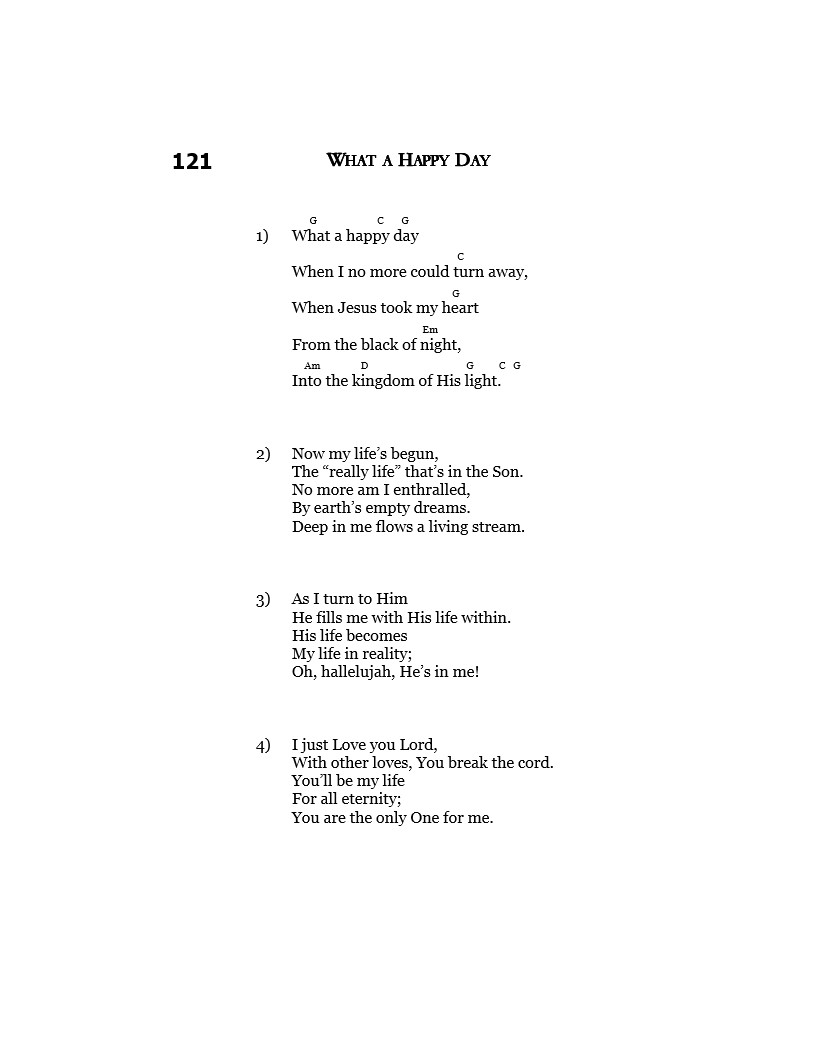 121 WHAT A HAPPY DAY
G C G
1) What a happy day
C
When I no more could turn away,
G
When Jesus took my heart
Em
From the black of night,
Am D G C G
Into the kingdom of His light.
2) Now my life’s begun,
The “really life” that’s in the Son.
No more am I enthralled,
By earth’s empty dreams.
Deep in me flows a living stream.
3) As I turn to Him
He fills me with His life within.
His life becomes
My life in reality;
Oh, hallelujah, He’s in me!
4) I just Love you Lord,
With other loves, You break the cord.
You’ll be my life
For all eternity;
You are the only One for me.